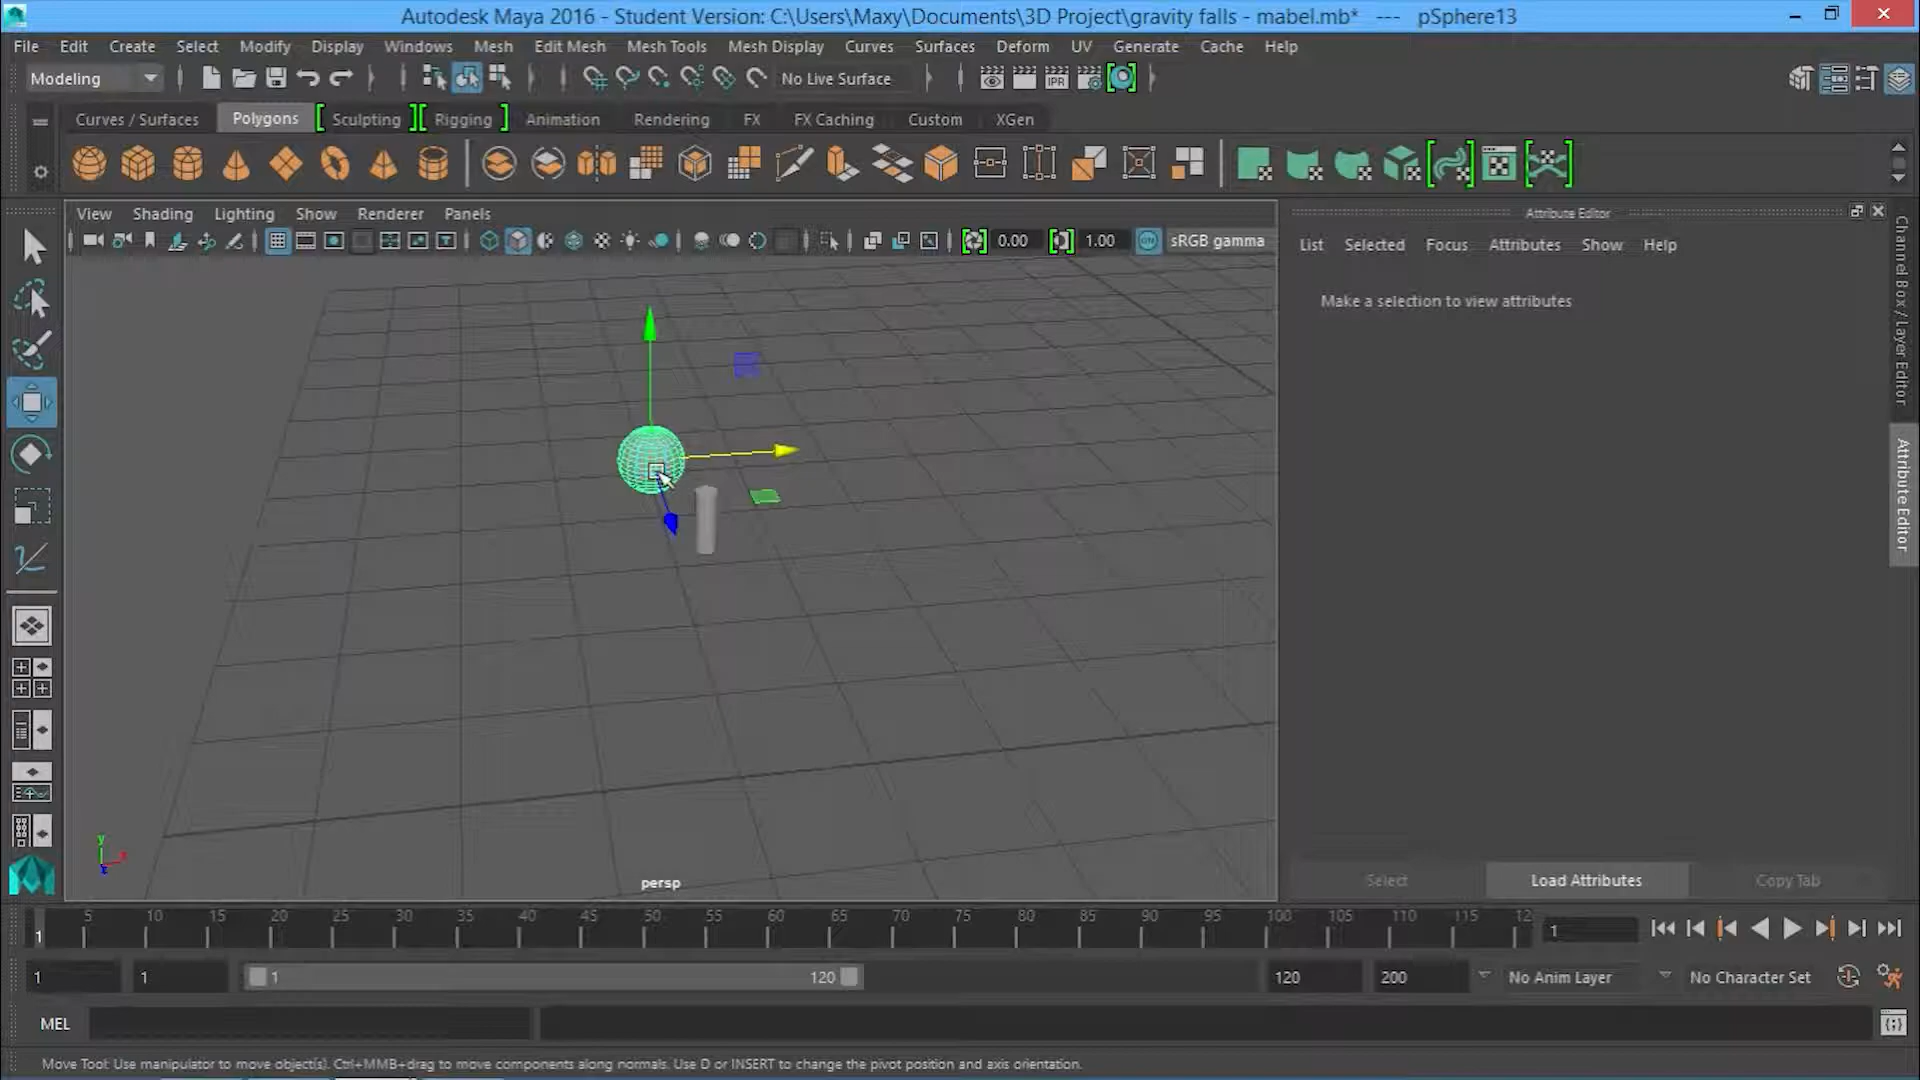 Autodesk Maya 2016 - Student Version: C:\Users\Maxy\Documents\3D Project\gravity falls - mabel.mb*   ---   pSphere13
File Edit Create Select Modify Display Windows Mesh Edit Mesh Mesh Tools Mesh Display Curves Surfaces Deform UV Generate Cache Help
Modeling No Live Surface IPR
Curves / Surfaces Polygons Sculpting Rigging Animation Rendering FX FX Caching Custom XGen
View Shading Lighting Show Renderer Panels
0.00 1.00 sRGB gamma
Attribute Editor
List Selected Focus Attributes Show Help
Make a selection to view attributes
Channel Box / Layer Editor
Attribute Editor
y
x
z
persp
Select Load Attributes Copy Tab
5 10 15 20 25 30 35 40 45 50 55 60 65 70 75 80 85 90 95 100 105 110 115 12
1 1
1 1 1 120 120 200 No Anim Layer No Character Set
MEL
Move Tool: Use manipulator to move object(s). Ctrl+MMB+drag to move components along normals. Use D or INSERT to change the pivot position and axis orientation.